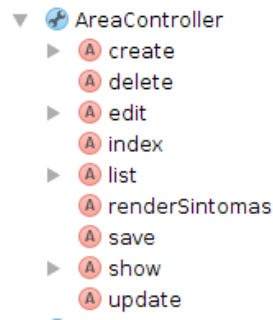 AreaController
A create
A delete
A edit
A index
A list
A renderSintomas
A save
A show
A update